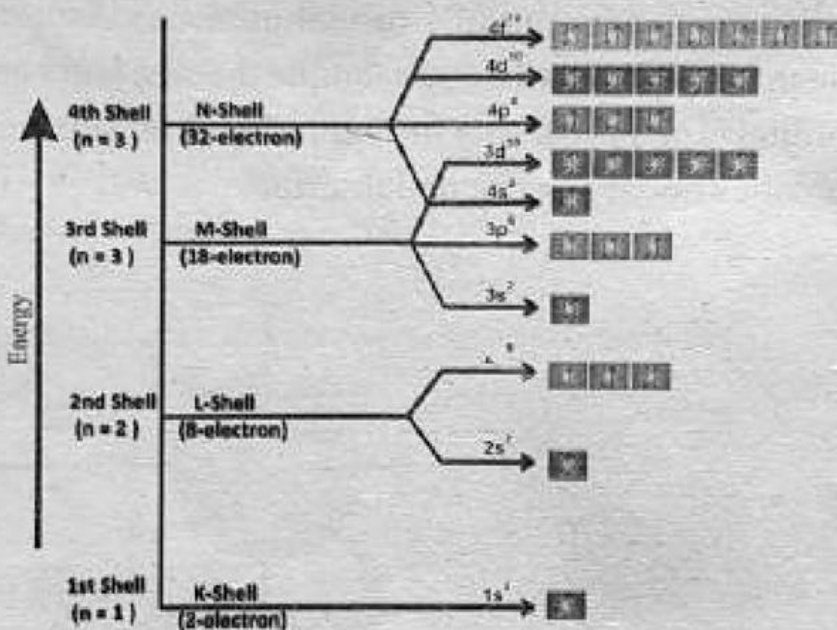 4f¹⁴
4d¹⁰
4th Shell
(n = 3)
N-Shell
(32-electron)
4p⁶
3d¹⁰
4s²
3rd Shell
(n = 3)
M-Shell
(18-electron)
3p⁶
3s²
Energy
2nd Shell
(n = 2)
L-Shell
(8-electron)
2s²
1st Shell
(n = 1)
K-Shell
(2-electron)
1s²